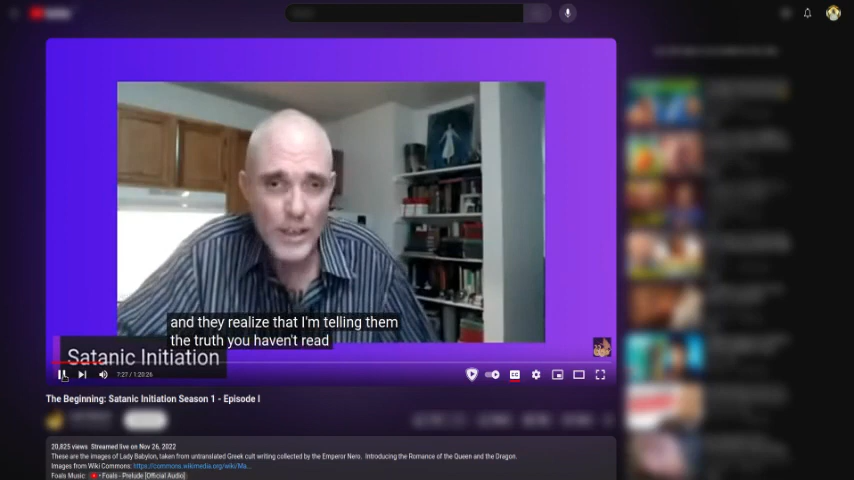 and they realize that I'm telling them
the truth you haven't read
Satanic Initiation
7:27 / 1:20:26
CC
The Beginning: Satanic Initiation Season 1 - Episode I
20,825 views Streamed live on Nov 26, 2022
These are the images of Lady Babylon, taken from untranslated Greek cult writing collected by the Emperor Nero. Introducing the Romance of the Queen and the Dragon.
Images from Wiki Commons: https://commons.wikimedia.org/wiki/Ma...
Foals Music: • Foals - Prelude [Official Audio]